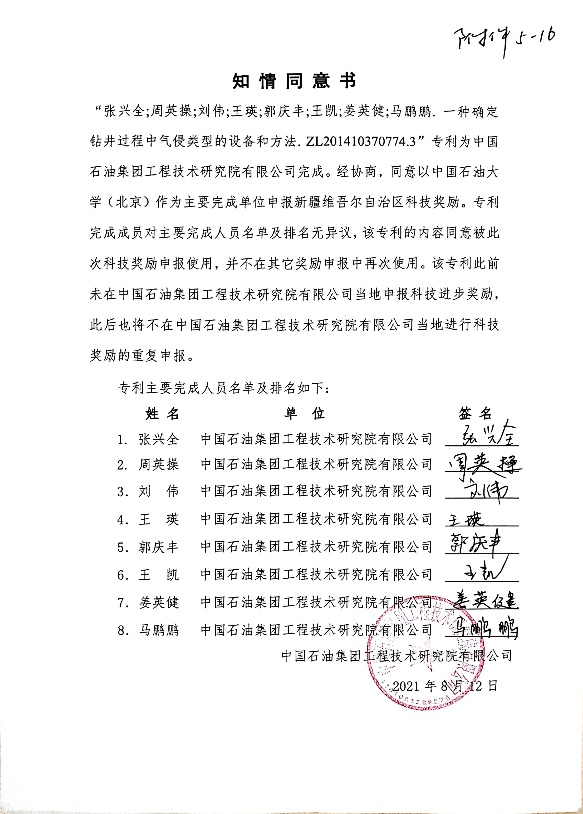 附件5-16
知情同意书
“张兴全;周英操;刘伟;王瑛;郭庆丰;王凯;姜英健;马鹏鹏. 一种确定
钻井过程中气侵类型的设备和方法. ZL201410370774.3”专利为中国
石油集团工程技术研究院有限公司完成。经协商，同意以中国石油大
学（北京）作为主要完成单位申报新疆维吾尔自治区科技奖励。专利
完成成员对主要完成人员名单及排名无异议，该专利的内容同意被此
次科技奖励申报使用，并不在其它奖励申报中再次使用。该专利此前
未在中国石油集团工程技术研究院有限公司当地申报科技进步奖励，
此后也将不在中国石油集团工程技术研究院有限公司当地进行科技
奖励的重复申报。
专利主要完成人员名单及排名如下：
姓 名 单 位 签 名
1. 张兴全 中国石油集团工程技术研究院有限公司 张兴全
2. 周英操 中国石油集团工程技术研究院有限公司 周英操
3. 刘 伟 中国石油集团工程技术研究院有限公司 刘伟
4. 王 瑛 中国石油集团工程技术研究院有限公司 王瑛
5. 郭庆丰 中国石油集团工程技术研究院有限公司 郭庆丰
6. 王 凯 中国石油集团工程技术研究院有限公司 王凯
7. 姜英健 中国石油集团工程技术研究院有限公司 姜英健
8. 马鹏鹏 中国石油集团工程技术研究院有限公司 马鹏鹏
中国石油集团工程技术研究院有限公司
2021 年 8 月 12 日